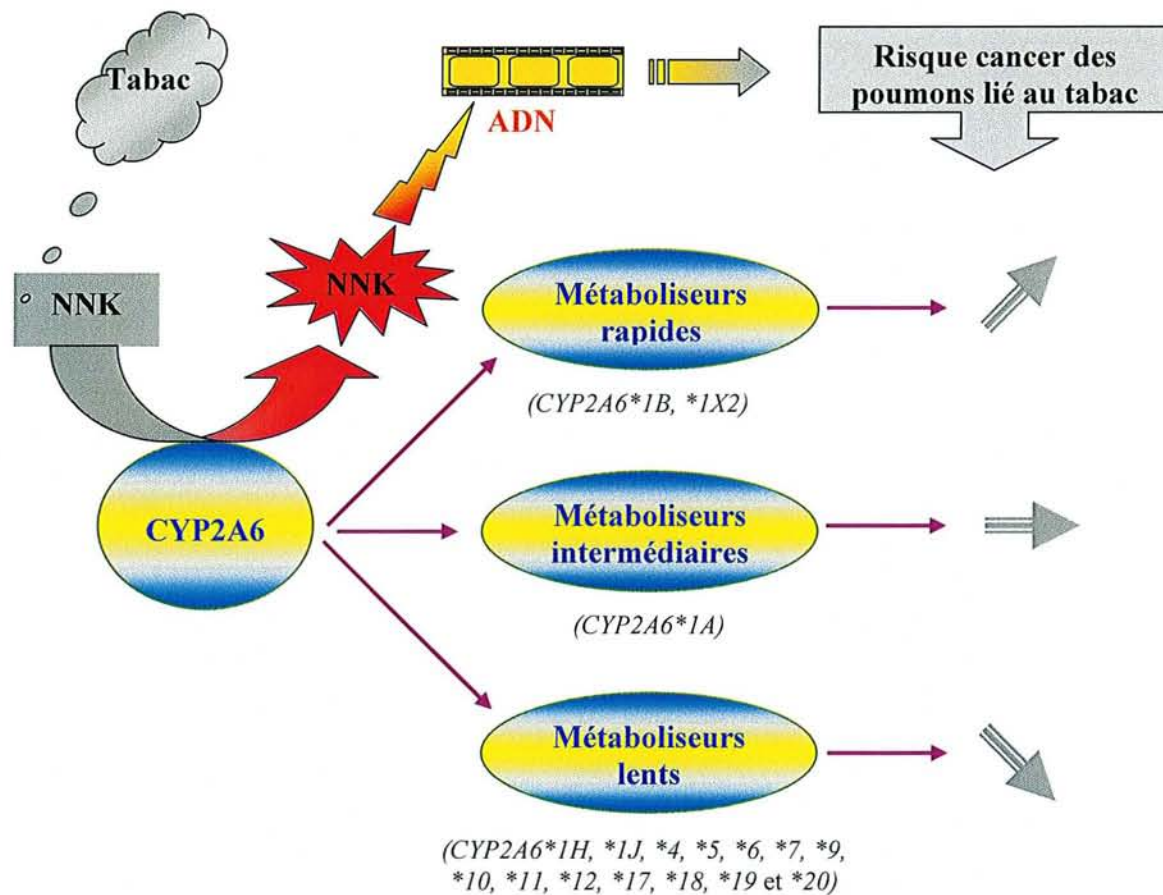 Tabac
ADN
Risque cancer des
poumons lié au tabac
NNK
NNK
Métaboliseurs
rapides
(CYP2A6*1B, *1X2)
CYP2A6
Métaboliseurs
intermédiaires
(CYP2A6*1A)
Métaboliseurs
lents
(CYP2A6*1H, *1J, *4, *5, *6, *7, *9,
*10, *11, *12, *17, *18, *19 et *20)